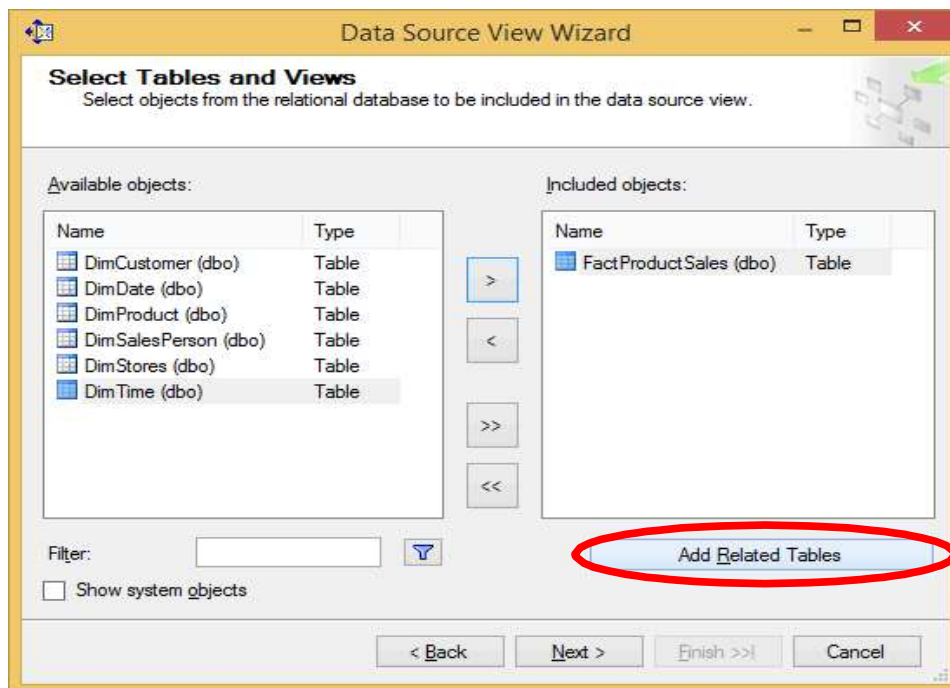 Data Source View Wizard
Select Tables and Views
Select objects from the relational database to be included in the data source view.
Available objects:
Name Type
DimCustomer (dbo) Table
DimDate (dbo) Table
DimProduct (dbo) Table
DimSalesPerson (dbo) Table
DimStores (dbo) Table
DimTime (dbo) Table
>
<
>>
<<
Included objects:
Name Type
FactProductSales (dbo) Table
Filter:
Add Related Tables
Show system objects
< Back Next > Finish >>| Cancel